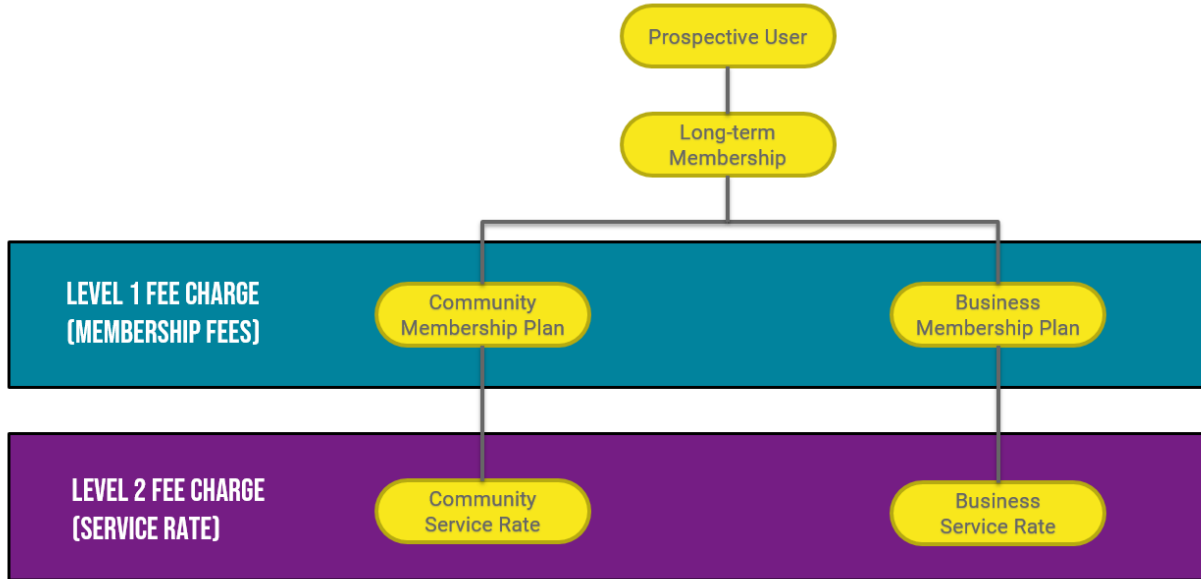 Prospective User
Long-term
Membership
LEVEL 1 FEE CHARGE
(MEMBERSHIP FEES)
Community
Membership Plan
Business
Membership Plan
LEVEL 2 FEE CHARGE
(SERVICE RATE)
Community
Service Rate
Business
Service Rate